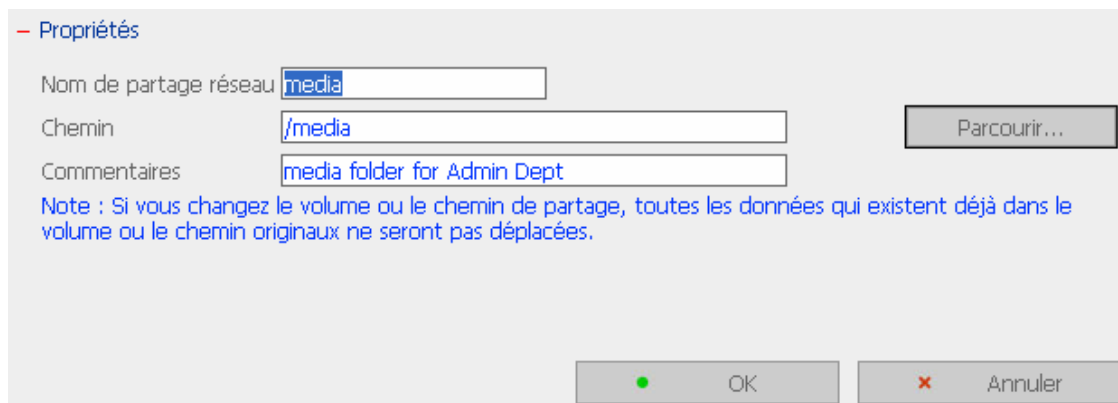 – Propriétés
Nom de partage réseau media
Chemin /media Parcourir...
Commentaires media folder for Admin Dept
Note : Si vous changez le volume ou le chemin de partage, toutes les données qui existent déjà dans le
volume ou le chemin originaux ne seront pas déplacées.
OK Annuler